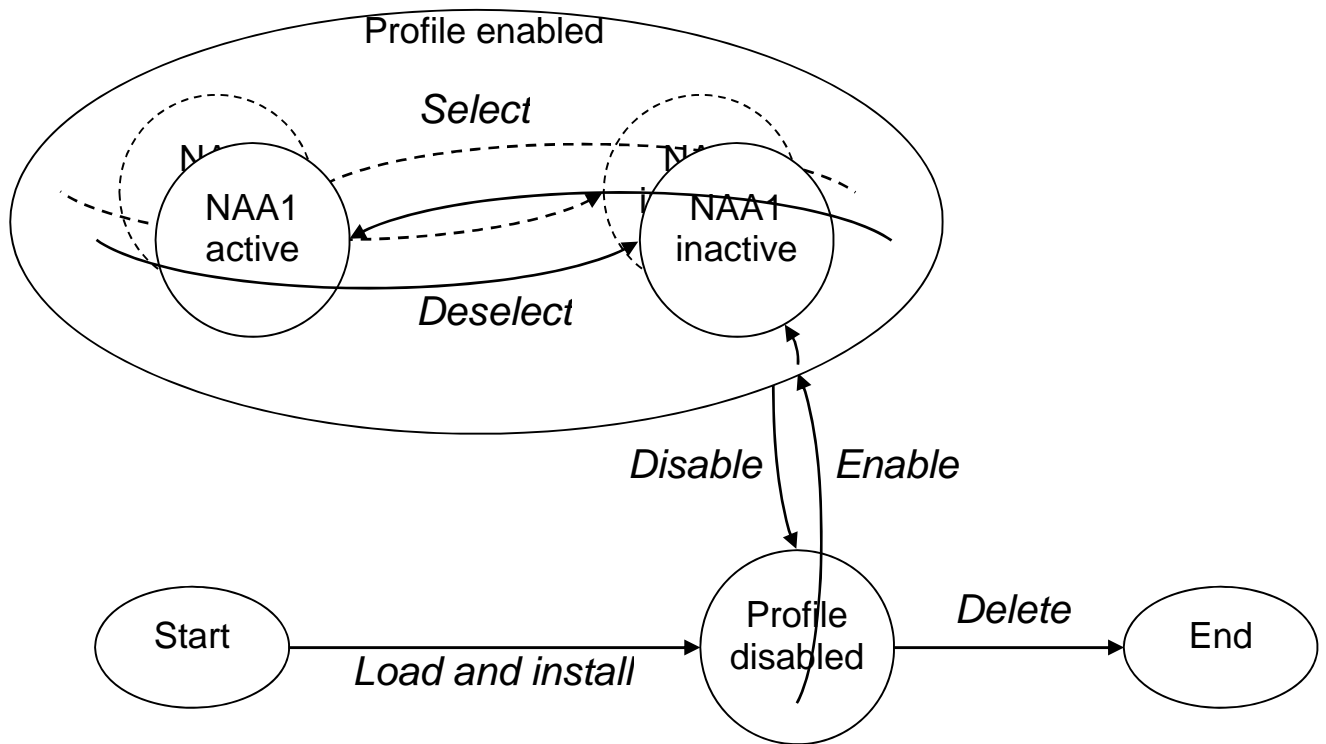 Profile enabled
Select
NAA1
active
NAA1
inactive
Deselect
Disable
Enable
Start
Load and install
Profile
disabled
Delete
End